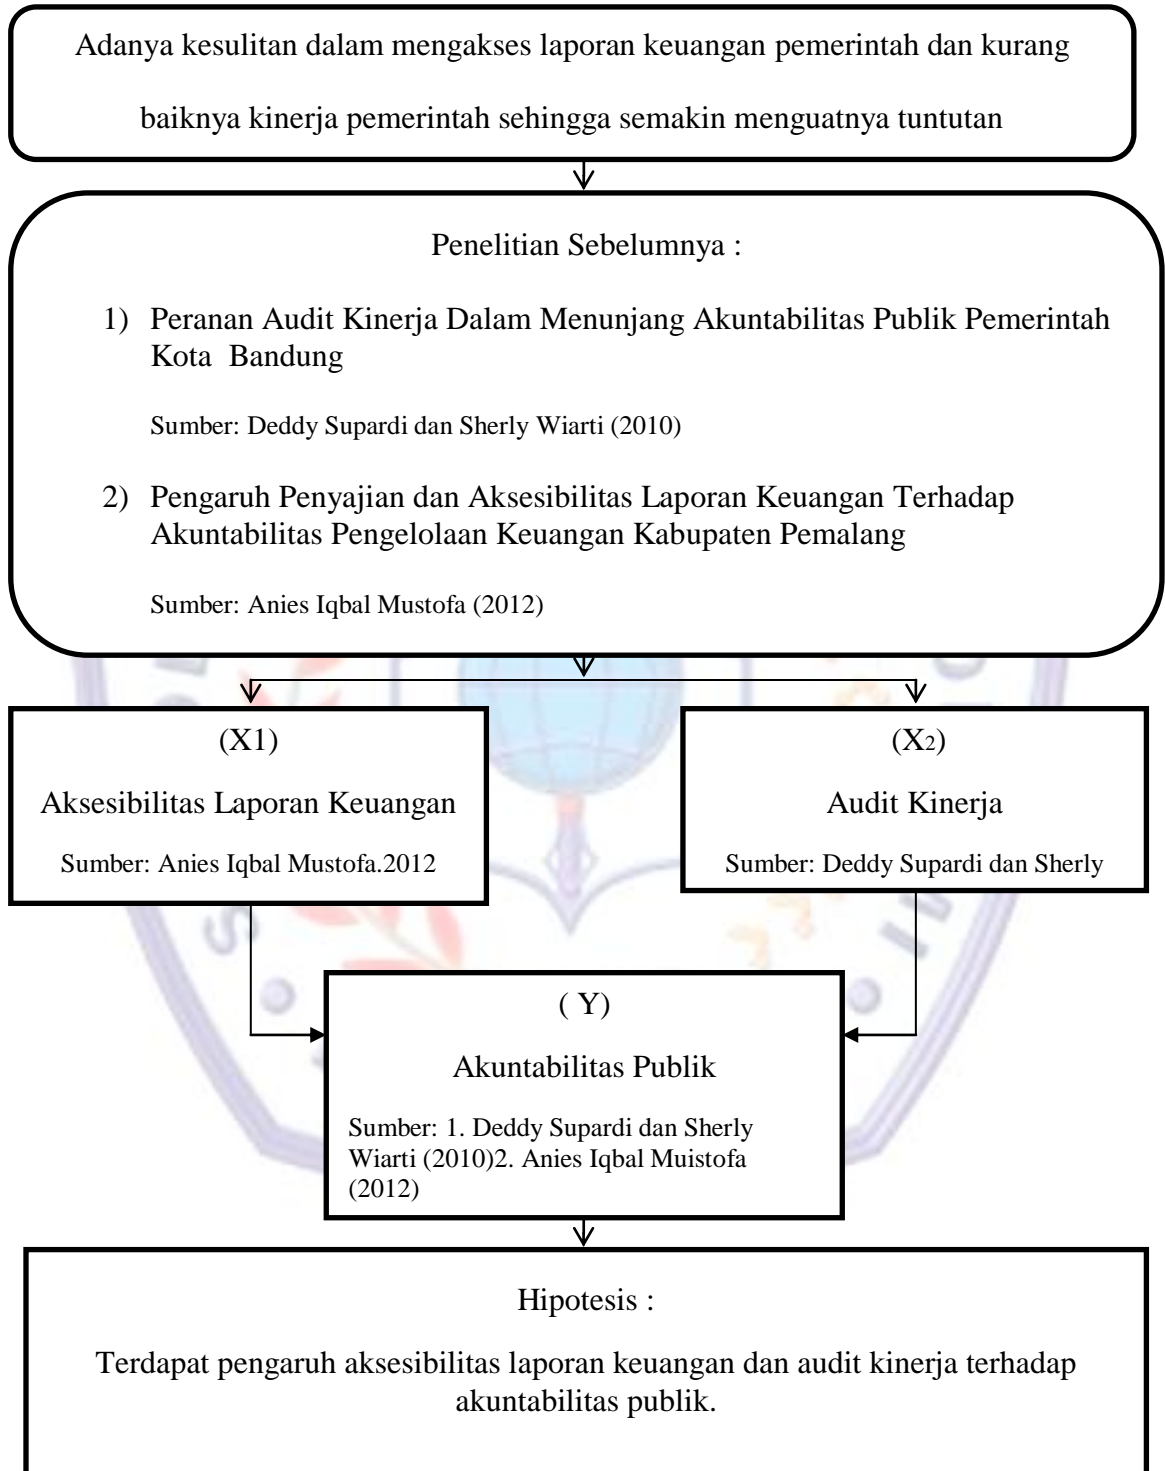 Adanya kesulitan dalam mengakses laporan keuangan pemerintah dan kurang
baiknya kinerja pemerintah sehingga semakin menguatnya tuntutan
Penelitian Sebelumnya :
1) Peranan Audit Kinerja Dalam Menunjang Akuntabilitas Publik Pemerintah
Kota Bandung
Sumber: Deddy Supardi dan Sherly Wiarti (2010)
2) Pengaruh Penyajian dan Aksesibilitas Laporan Keuangan Terhadap
Akuntabilitas Pengelolaan Keuangan Kabupaten Pemalang
Sumber: Anies Iqbal Mustofa (2012)
(X1)
Aksesibilitas Laporan Keuangan
Sumber: Anies Iqbal Mustofa.2012
(X2)
Audit Kinerja
Sumber: Deddy Supardi dan Sherly
( Y)
Akuntabilitas Publik
Sumber: 1. Deddy Supardi dan Sherly
Wiarti (2010)2. Anies Iqbal Muistofa
(2012)
Hipotesis :
Terdapat pengaruh aksesibilitas laporan keuangan dan audit kinerja terhadap
akuntabilitas publik.